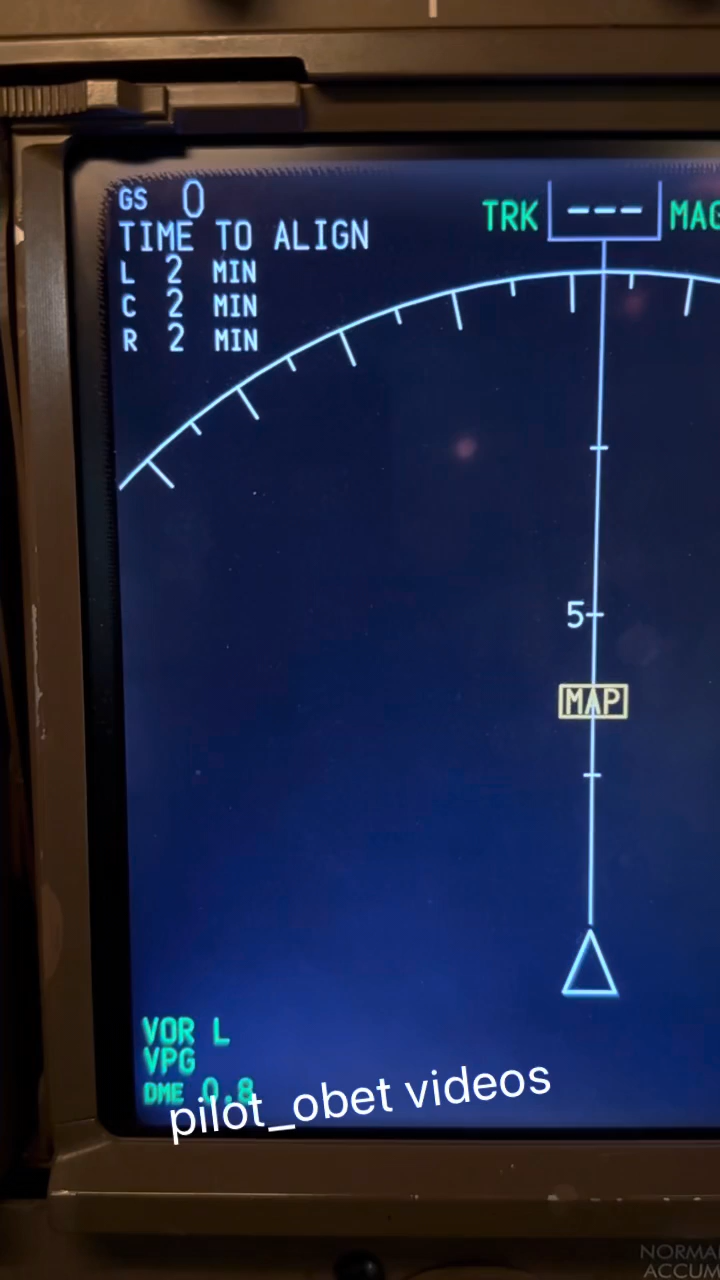 GS 0
TRK --- MAG
TIME TO ALIGN
L 2 MIN
C 2 MIN
R 2 MIN
5
MAP
VOR L
VPG
DME 0.8
pilot_obet videos
NORMA
ACCUM